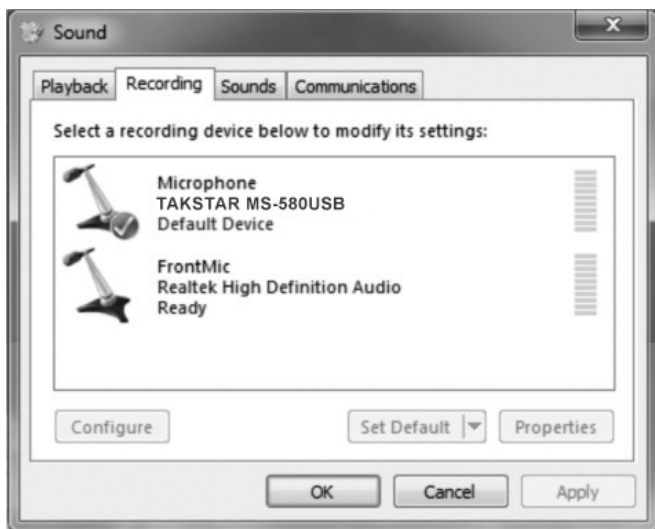 Sound
Playback Recording Sounds Communications
Select a recording device below to modify its settings:
Microphone
TAKSTAR MS-580USB
Default Device
FrontMic
Realtek High Definition Audio
Ready
Configure Set Default Properties
OK Cancel Apply